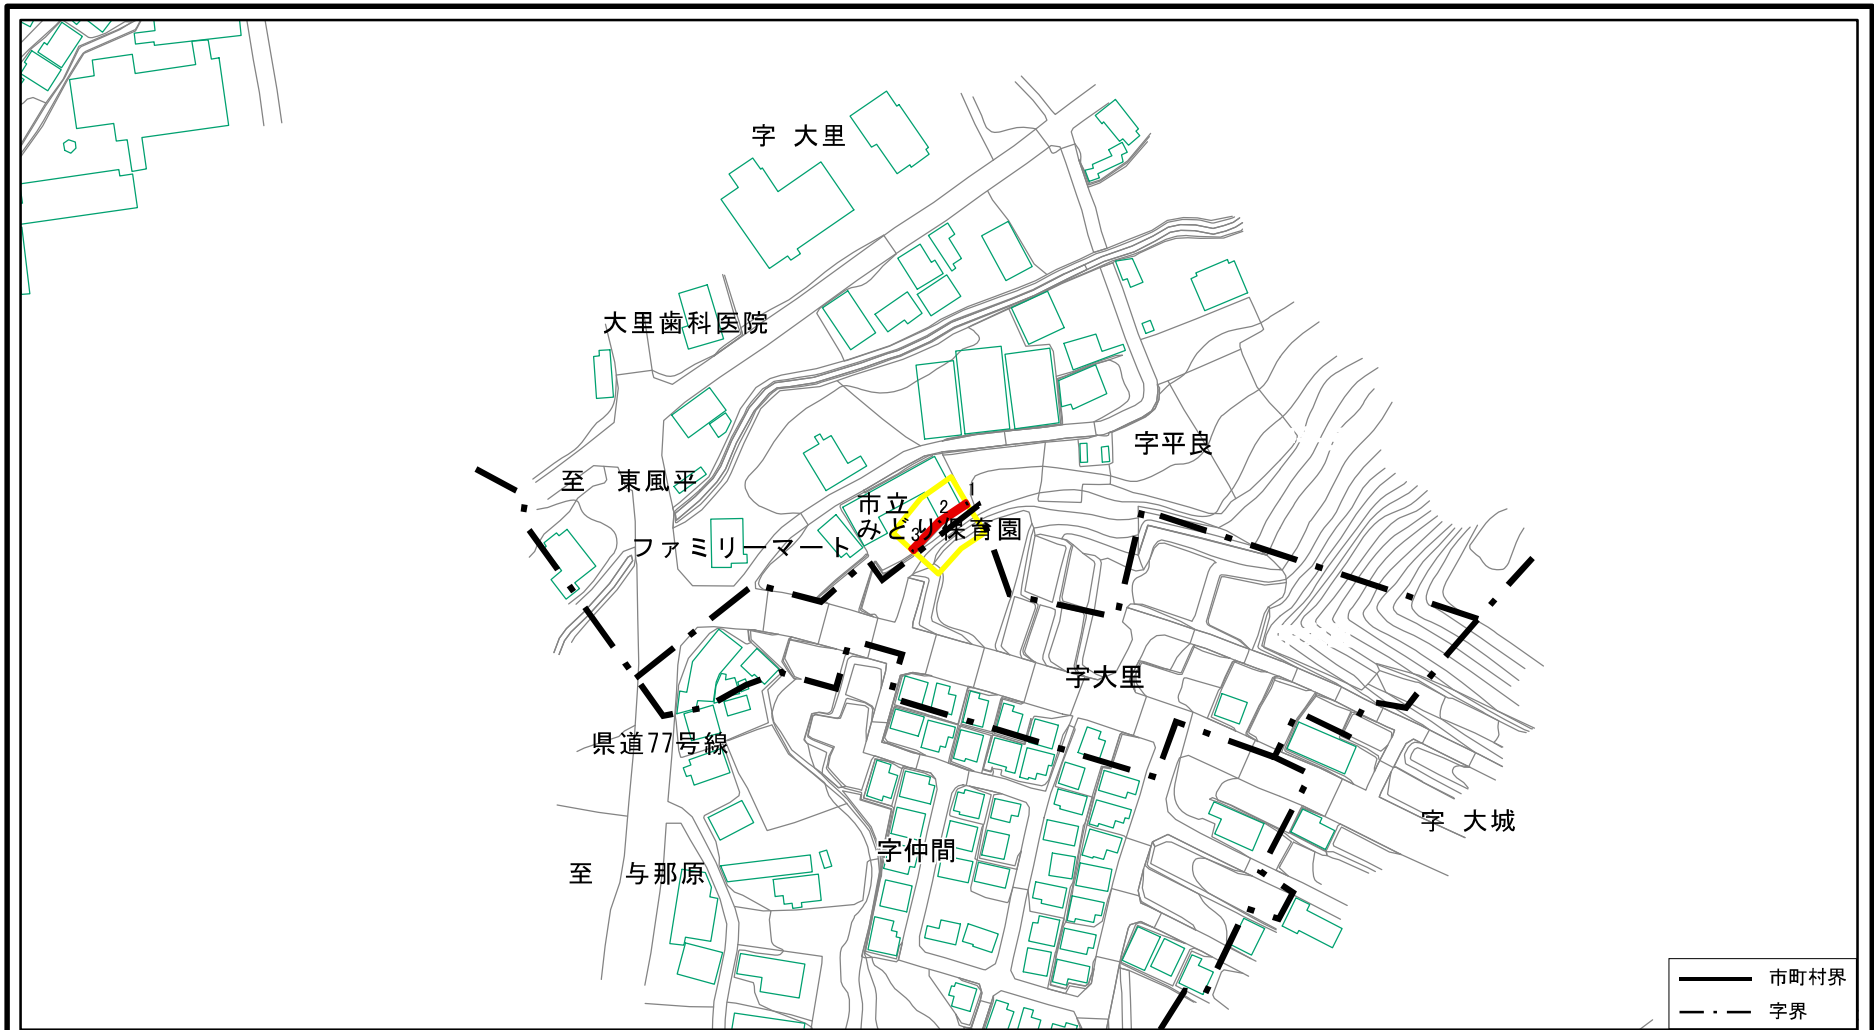 字 大里
大里歯科医院
字平良
至 東風平
市立
みどり保育園
1
2
3
ファミリーマート
字大里
県道77号線
字 大城
字仲間
至 与那原
市町村界
字界